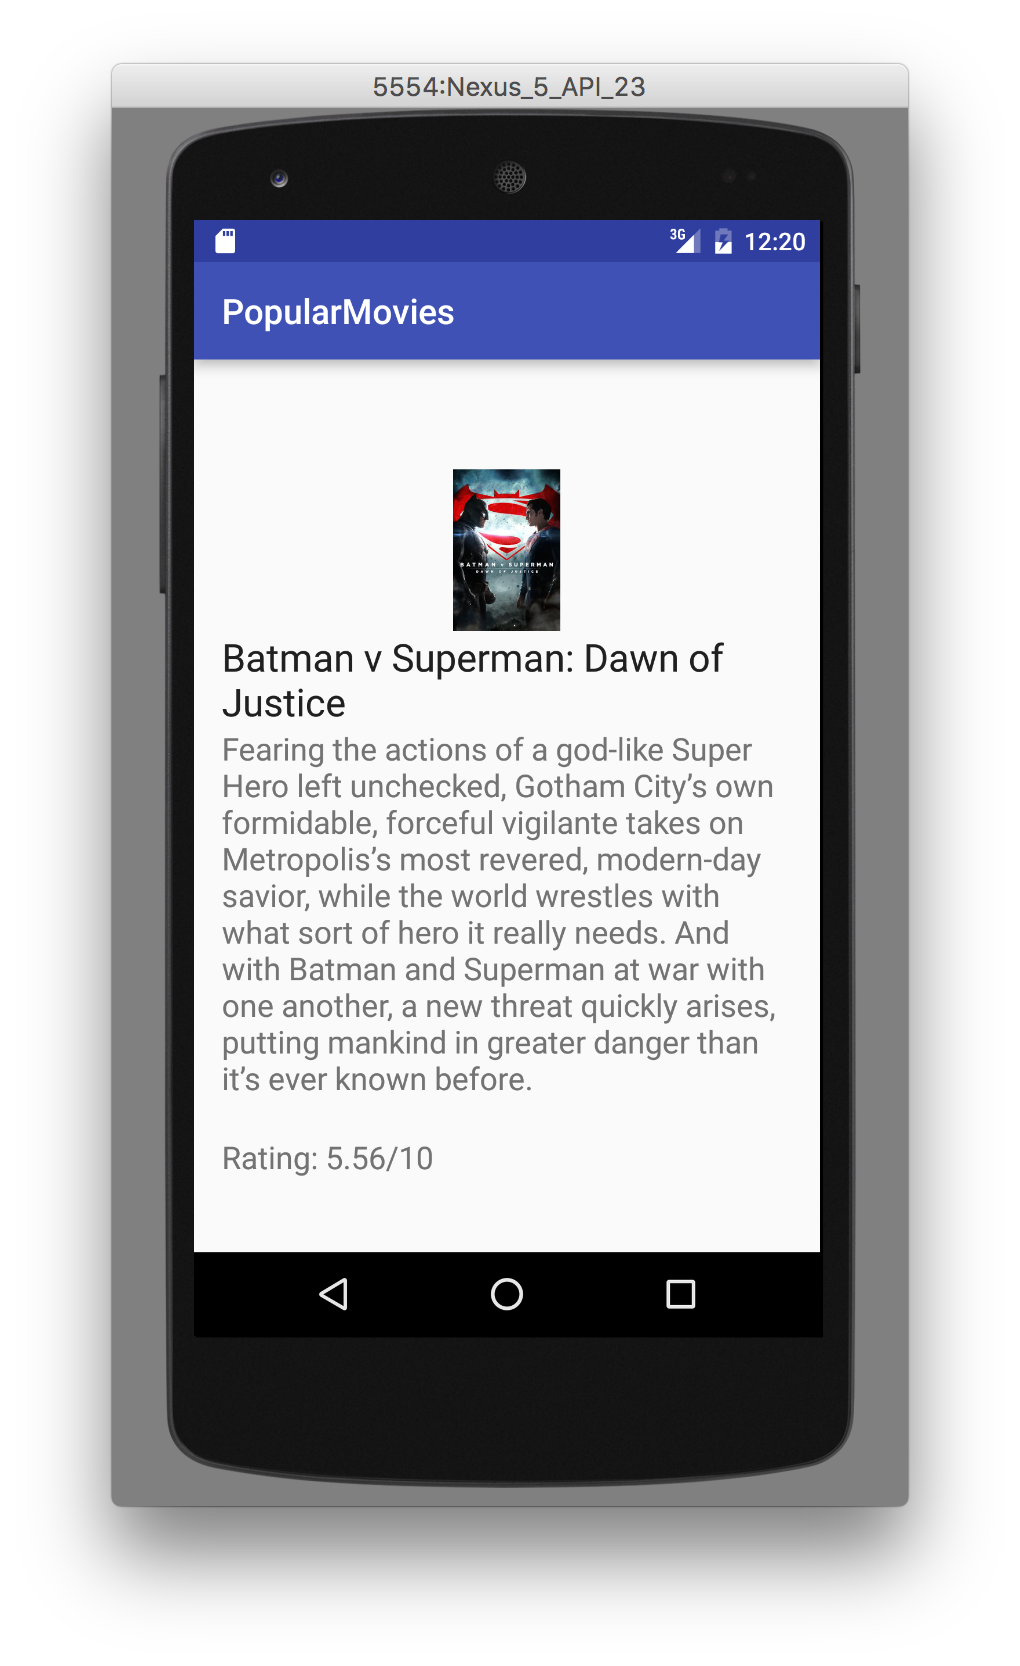 5554:Nexus_5_API_23
3G 12:20
PopularMovies
BATMAN v SUPERMAN
DAWN OF JUSTICE
Batman v Superman: Dawn of
Justice
Fearing the actions of a god-like Super
Hero left unchecked, Gotham City’s own
formidable, forceful vigilante takes on
Metropolis’s most revered, modern-day
savior, while the world wrestles with
what sort of hero it really needs. And
with Batman and Superman at war with
one another, a new threat quickly arises,
putting mankind in greater danger than
it’s ever known before.
Rating: 5.56/10